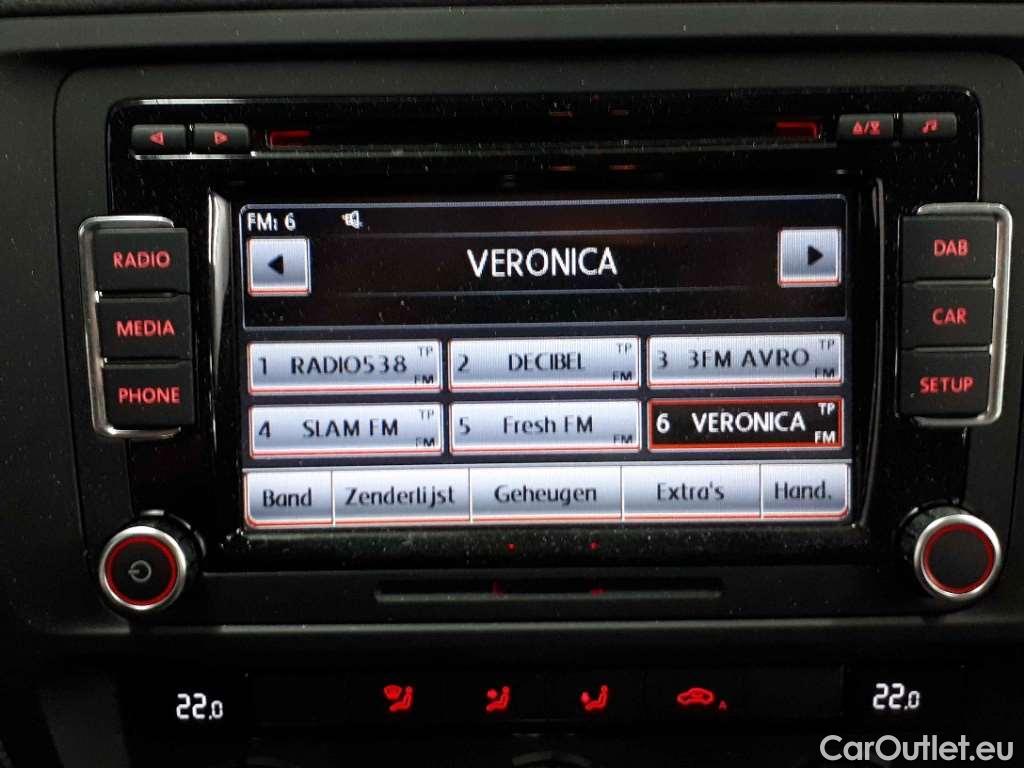 FM: 6
VERONICA
RADIO
MEDIA
PHONE
DAB
CAR
SETUP
1 RADIO538 TP FM
2 DECIBEL TP FM
3 3FM AVRO TP FM
4 SLAM FM TP FM
5 Fresh FM FM
6 VERONICA TP FM
Band Zenderlijst Geheugen Extra's Hand.
22.0 A 22.0
CarOutlet.eu